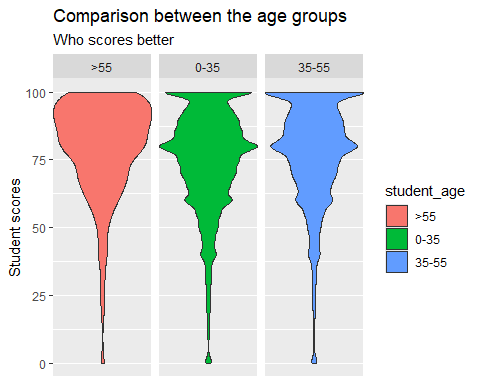 Comparison between the age groups
Who scores better
>55
0-35
35-55
100
75
50
25
0
Student scores
student_age
>55
0-35
35-55